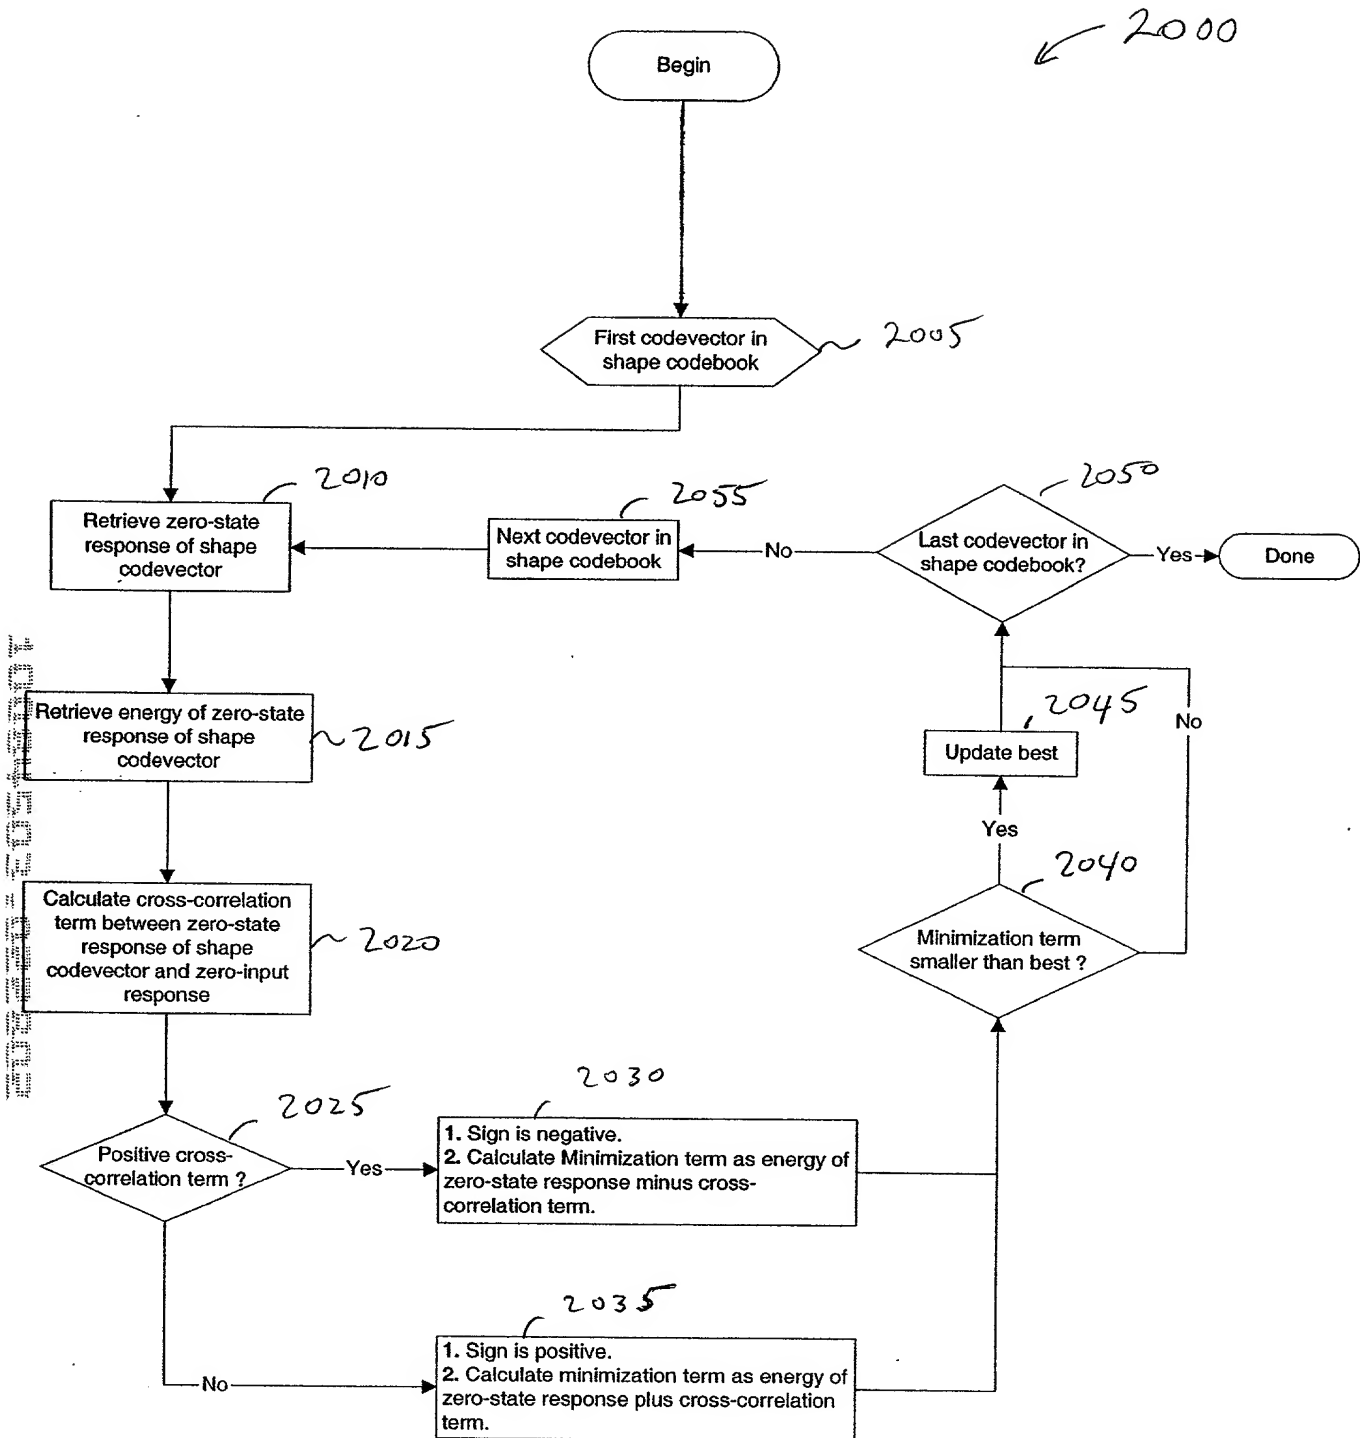 2000
Begin
First codevector in
shape codebook
2005
2010
Retrieve zero-state
response of shape
codevector
2055
Next codevector in
shape codebook
No
2050
Last codevector in
shape codebook?
Yes
Done
Retrieve energy of zero-state
response of shape
codevector
2015
2045
Update best
No
Yes
2040
Minimization term
smaller than best ?
Calculate cross-correlation
term between zero-state
response of shape
codevector and zero-input
response
2020
2025
Positive cross-
correlation term ?
Yes
2030
1. Sign is negative.
2. Calculate Minimization term as energy of
zero-state response minus cross-
correlation term.
No
2035
1. Sign is positive.
2. Calculate minimization term as energy of
zero-state response plus cross-correlation
term.